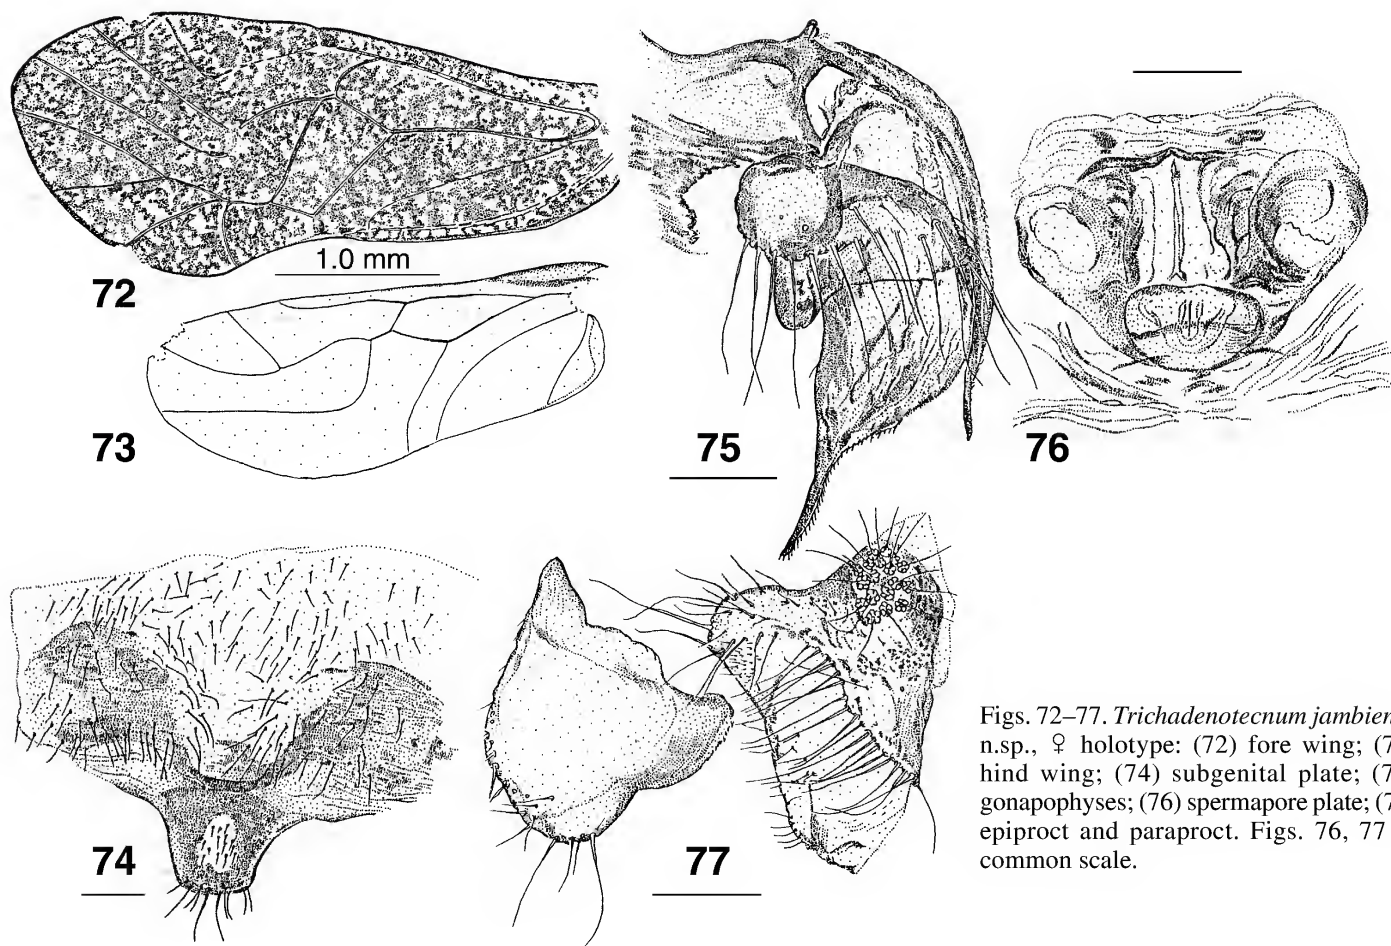 72
1.0 mm
73
75
76
74
77
Figs. 72–77. Trichadenotecnum jambien
n.sp., ♀ holotype: (72) fore wing; (7
hind wing; (74) subgenital plate; (7
gonapophyses; (76) spermapore plate; (7
epiproct and paraproct. Figs. 76, 77
common scale.